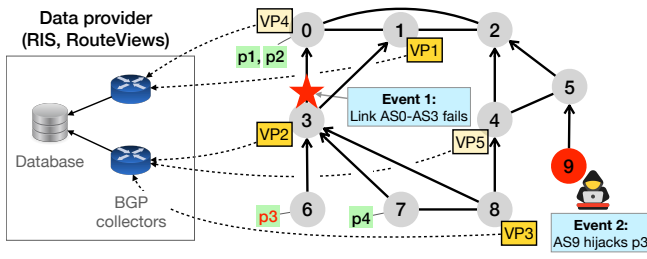 Data provider
(RIS, RouteViews)
Database
BGP
collectors
VP4
0
1
2
p1, p2
VP1
5
Event 1:
Link AS0-AS3 fails
VP2
3
4
VP5
9
p3
6
p4
7
8
VP3
Event 2:
AS9 hijacks p3